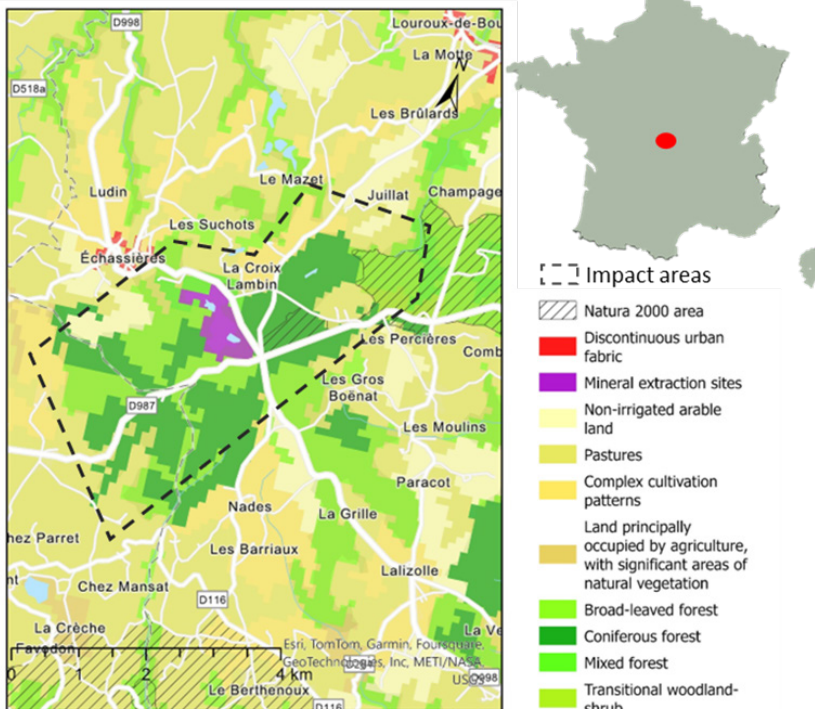 D998
Louroux-de-Bou
La Motte
N
D518a
Les Brûlards
Le Mazet
Ludin
Juillat
Champage
Les Suchots
Échassières
La Croix
Lambin
Les Percières
Comb
Les Gros
Boënat
D987
Les Moulins
Paracot
Nades
La Grille
hez Parret
Les Barriaux
nt
Chez Mansat
Lalizolle
D116
La Crèche
La Ve
Favodon
Esri, TomTom, Garmin, Foursquare,
GeoTechnologies, Inc, METI/NASA,
USGS
D998
0 1 2 4 km
Le Berthenoux
D116
Impact areas
Natura 2000 area
Discontinuous urban
fabric
Mineral extraction sites
Non-irrigated arable
land
Pastures
Complex cultivation
patterns
Land principally
occupied by agriculture,
with significant areas of
natural vegetation
Broad-leaved forest
Coniferous forest
Mixed forest
Transitional woodland-
shrub